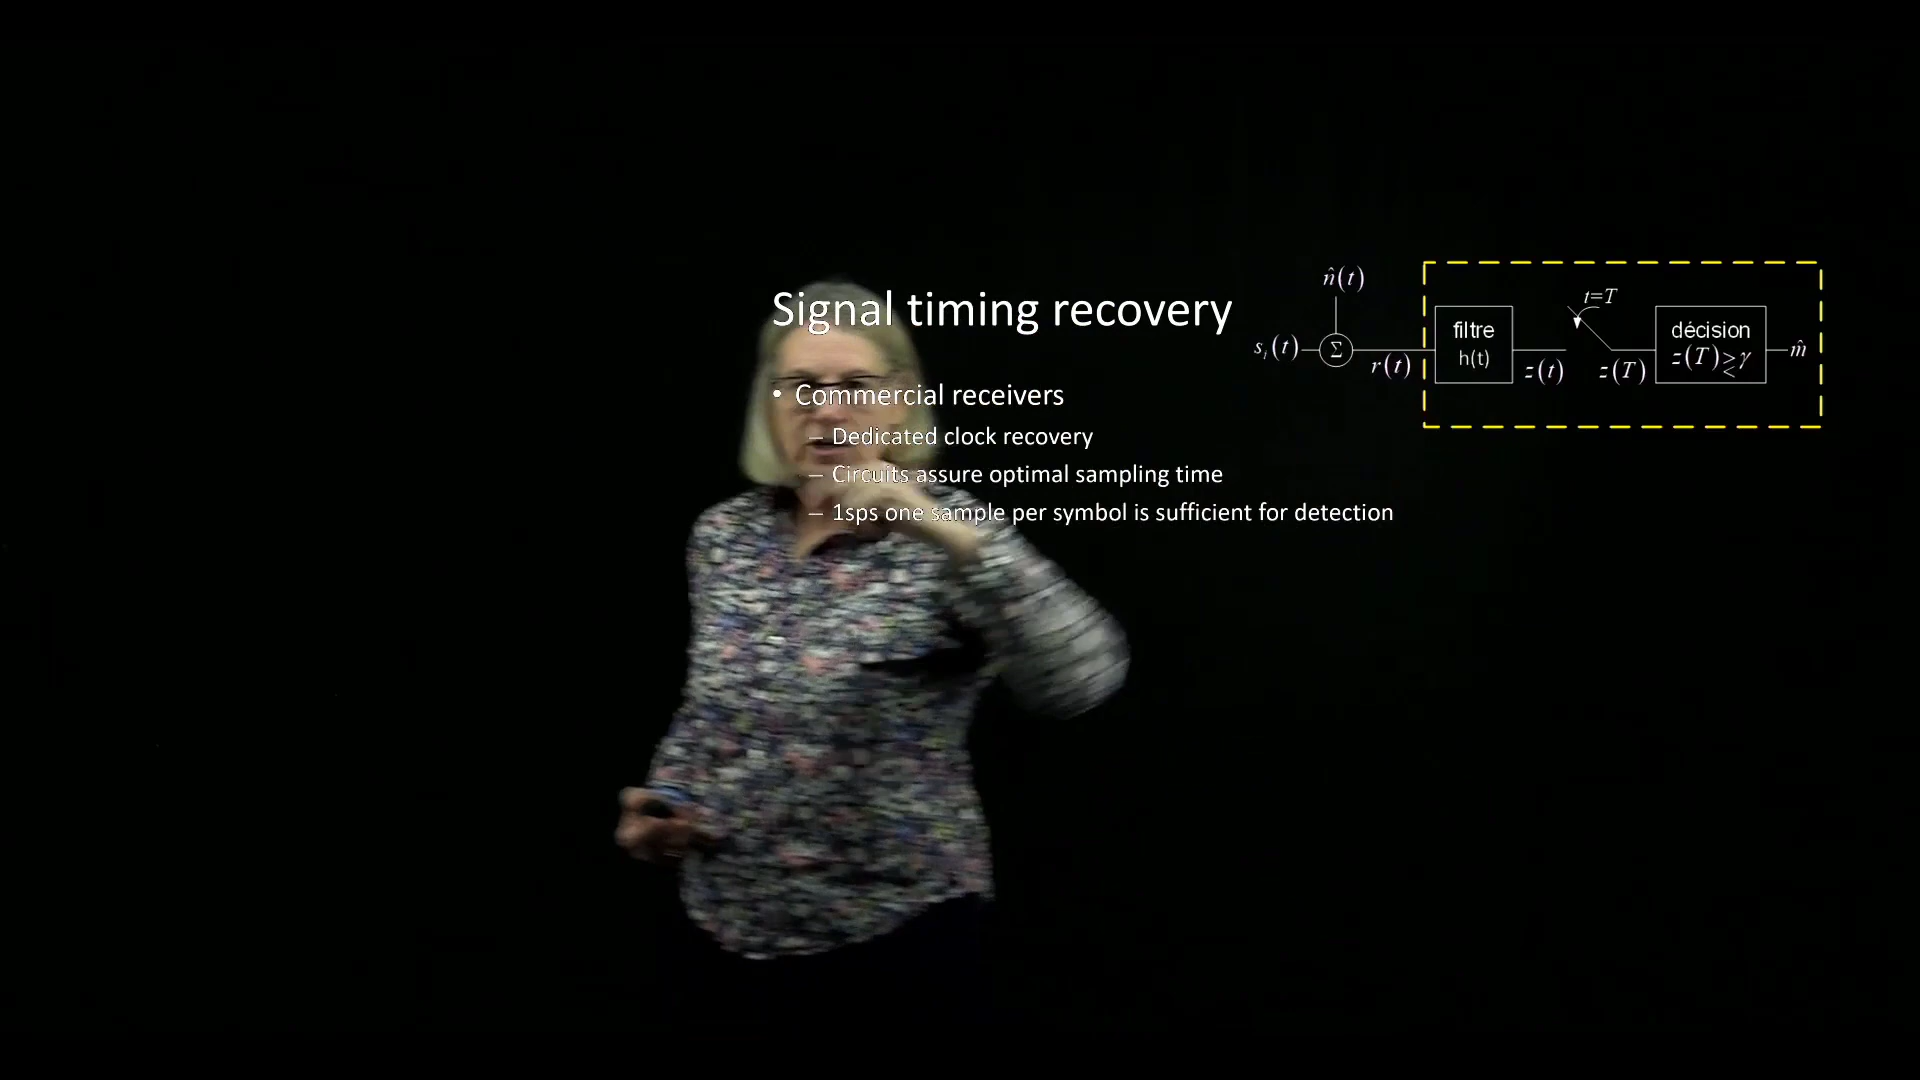 Signal timing recovery
• Commercial receivers
– Dedicated clock recovery
– Circuits assure optimal sampling time
– 1sps one sample per symbol is sufficient for detection
n̂(t)
s_i(t)
Σ
r(t)
filtre
h(t)
z(t)
t=T
z(T)
décision
z(T)≷γ
m̂